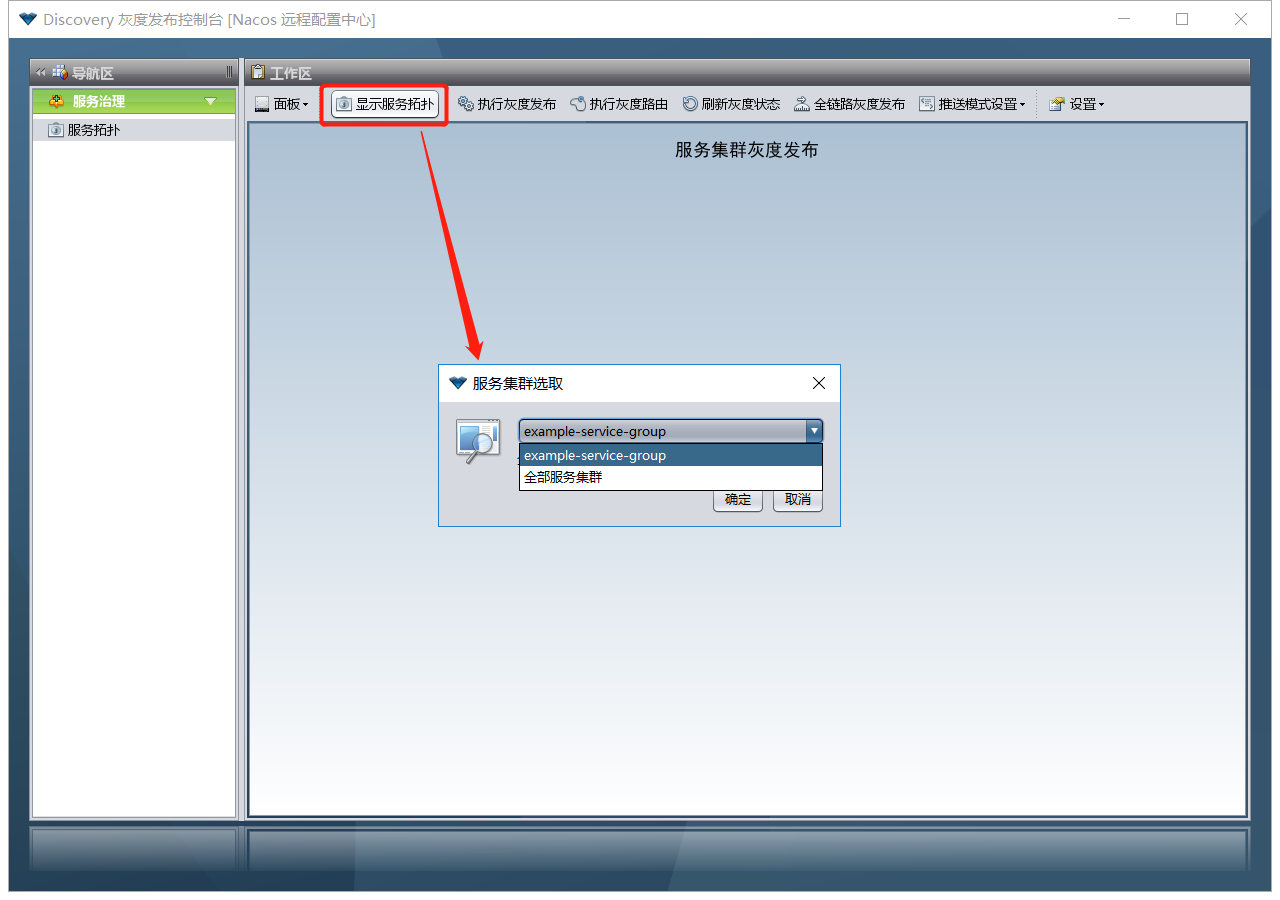 Discovery 灰度发布控制台 [Nacos 远程配置中心]
导航区
工作区
服务治理
服务拓扑
面板
显示服务拓扑
执行灰度发布
执行灰度路由
刷新灰度状态
全链路灰度发布
推送模式设置
设置
服务集群灰度发布
服务集群选取
example-service-group
example-service-group
全部服务集群
确定
取消